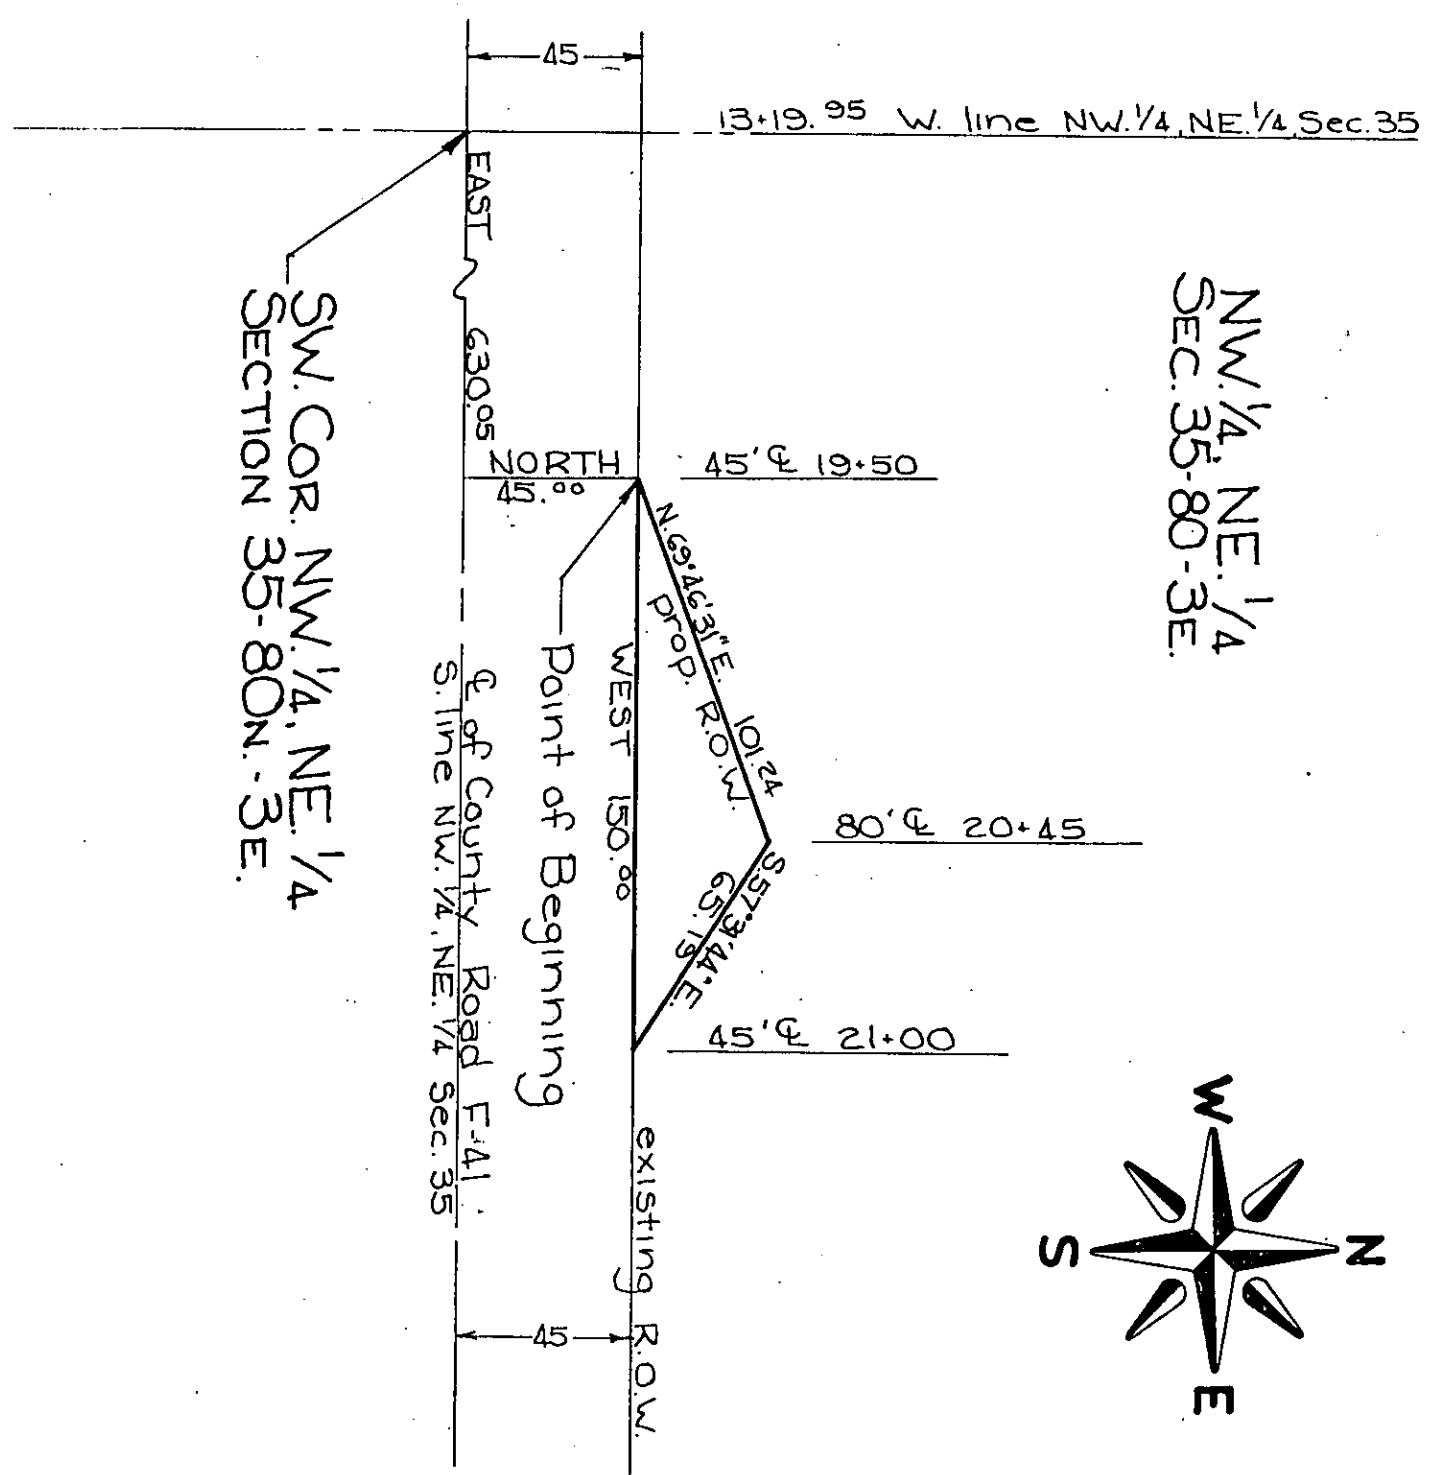 45
13+19.95 W. line NW.1/4, NE.1/4, Sec.35
EAST
630.05
NORTH
45.00
45' ℄ 19+50
NW.1/4, NE.1/4
SEC. 35-80-3E.
SW. COR. NW.1/4, NE.1/4
SECTION 35-80N.-3E.
N.69°46'31"E. 101.24
prop. R.O.W.
WEST 150.00
Point of Beginning
80' ℄ 20+45
S.57°31'44"E.
65.19
℄ of County Road F-41
S. line NW.1/4, NE.1/4 Sec.35
45' ℄ 21+00
existing R.O.W.
45
W
N
S
E